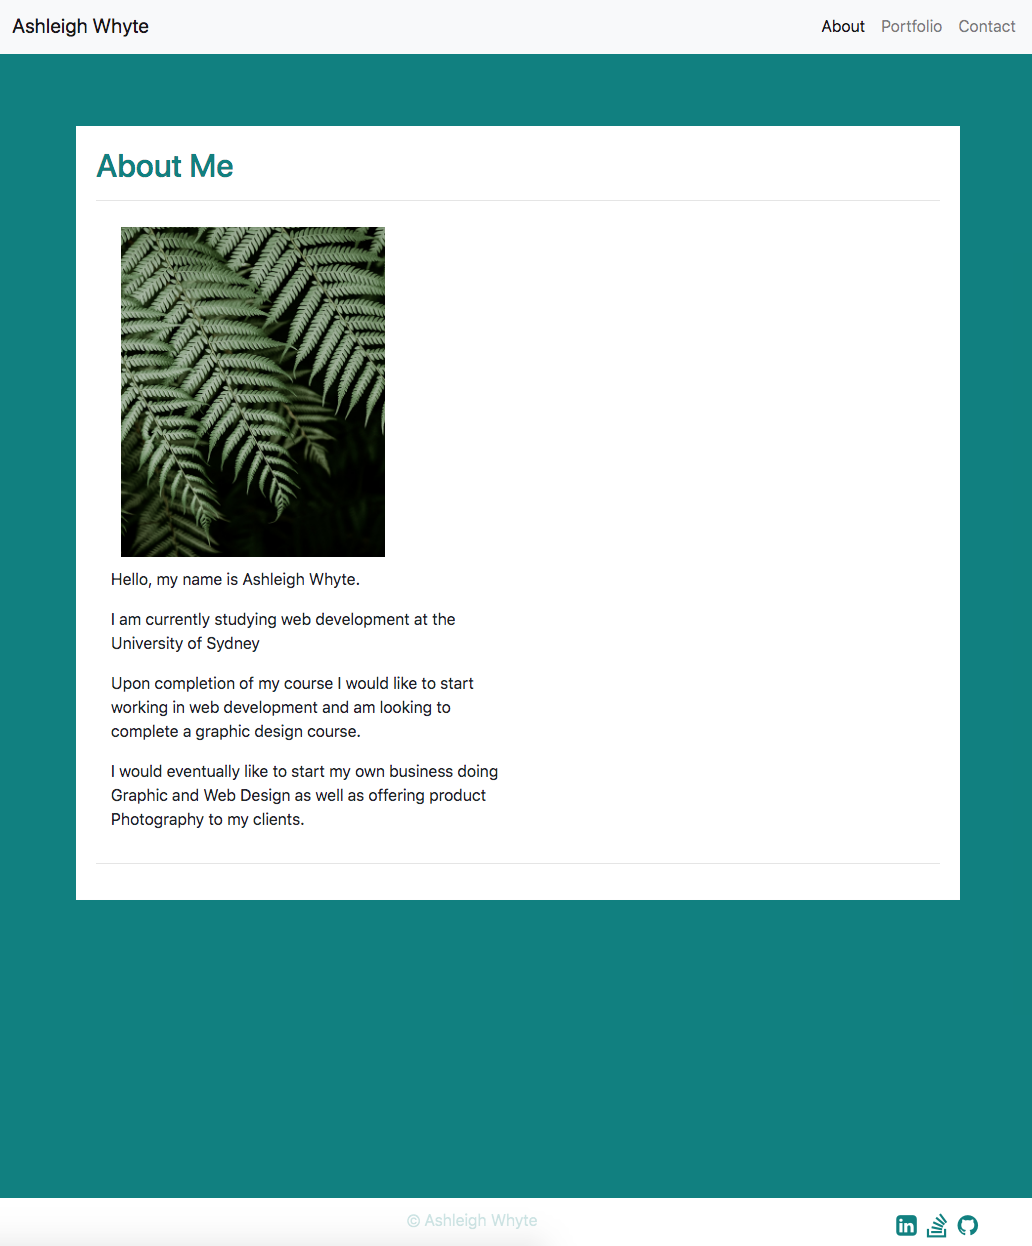 Ashleigh Whyte
About Portfolio Contact
About Me
Hello, my name is Ashleigh Whyte.
I am currently studying web development at the
University of Sydney
Upon completion of my course I would like to start
working in web development and am looking to
complete a graphic design course.
I would eventually like to start my own business doing
Graphic and Web Design as well as offering product
Photography to my clients.
© Ashleigh Whyte